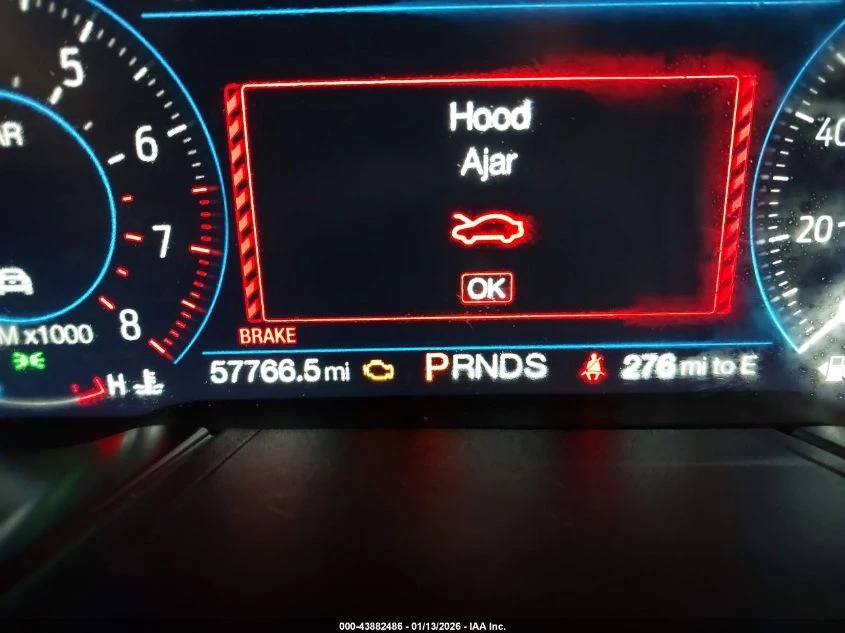 5
6
7
8
AR
M x1000
H
Hood
Ajar
OK
BRAKE
57766.5 mi PRNDS 276 mi to E
40
20
000-43882486 - 01/13/2026 - IAA Inc.